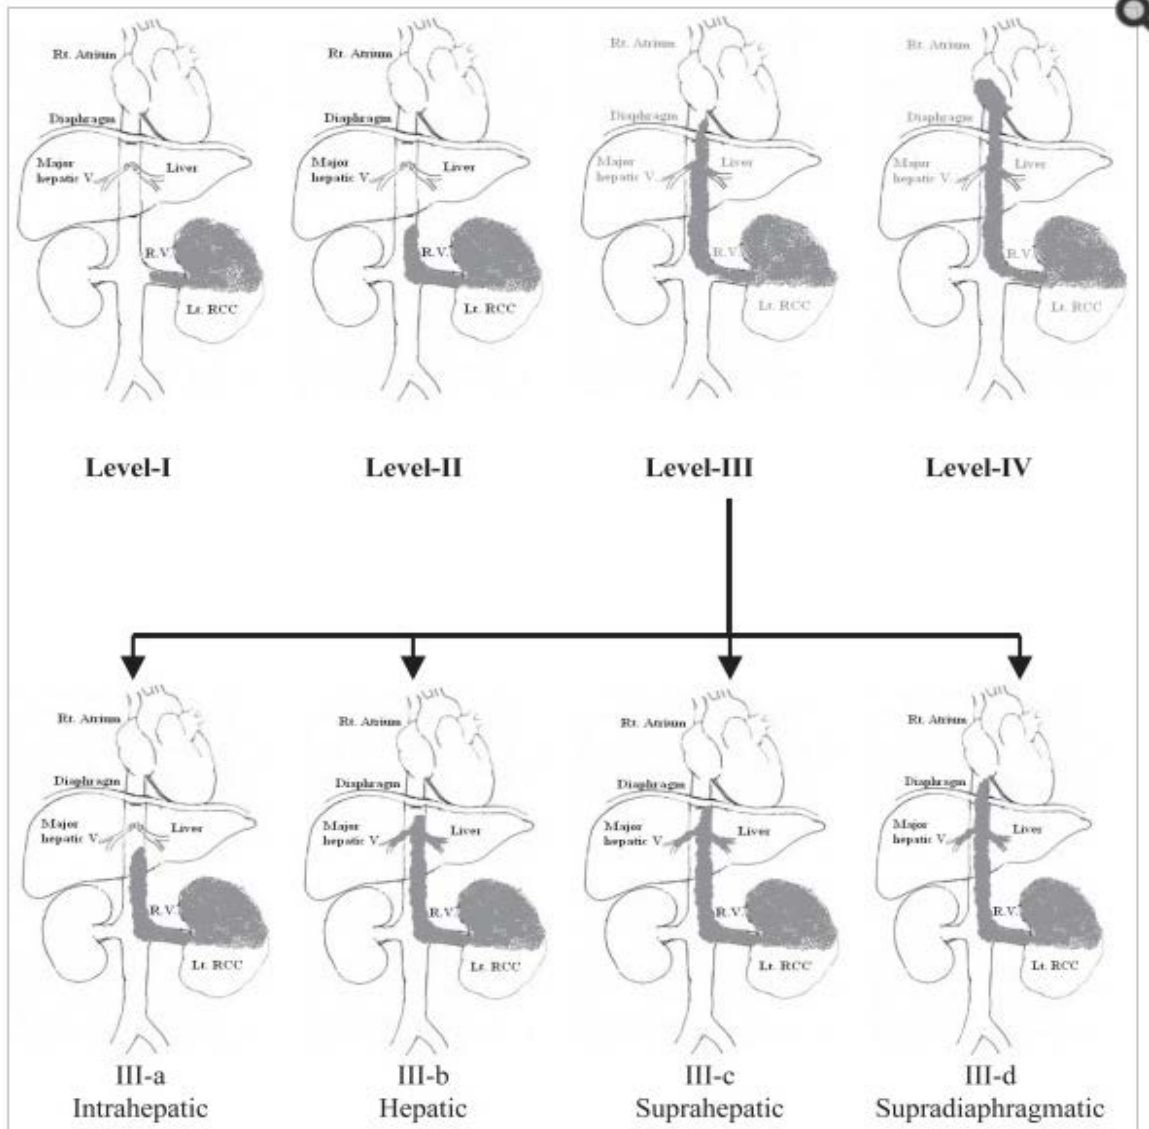 Rt. Atrium
Diaphragm
Major
hepatic V.
Liver
R.V.
Lt. RCC
Rt. Atrium
Diaphragm
Major
hepatic V.
Liver
R.V.
Lt. RCC
Rt. Atrium
Diaphragm
Major
hepatic V.
Liver
R.V.
Lt. RCC
Rt. Atrium
Diaphragm
Major
hepatic V.
Liver
R.V.
Lt. RCC
Level-I
Level-II
Level-III
Level-IV
Rt. Atrium
Diaphragm
Major
hepatic V.
Liver
R.V.
Lt. RCC
Rt. Atrium
Diaphragm
Major
hepatic V.
Liver
R.V.
Lt. RCC
Rt. Atrium
Diaphragm
Major
hepatic V.
Liver
R.V.
Lt. RCC
Rt. Atrium
Diaphragm
Major
hepatic V.
Liver
R.V.
Lt. RCC
III-a
Intrahepatic
III-b
Hepatic
III-c
Suprahepatic
III-d
Supradiaphragmatic